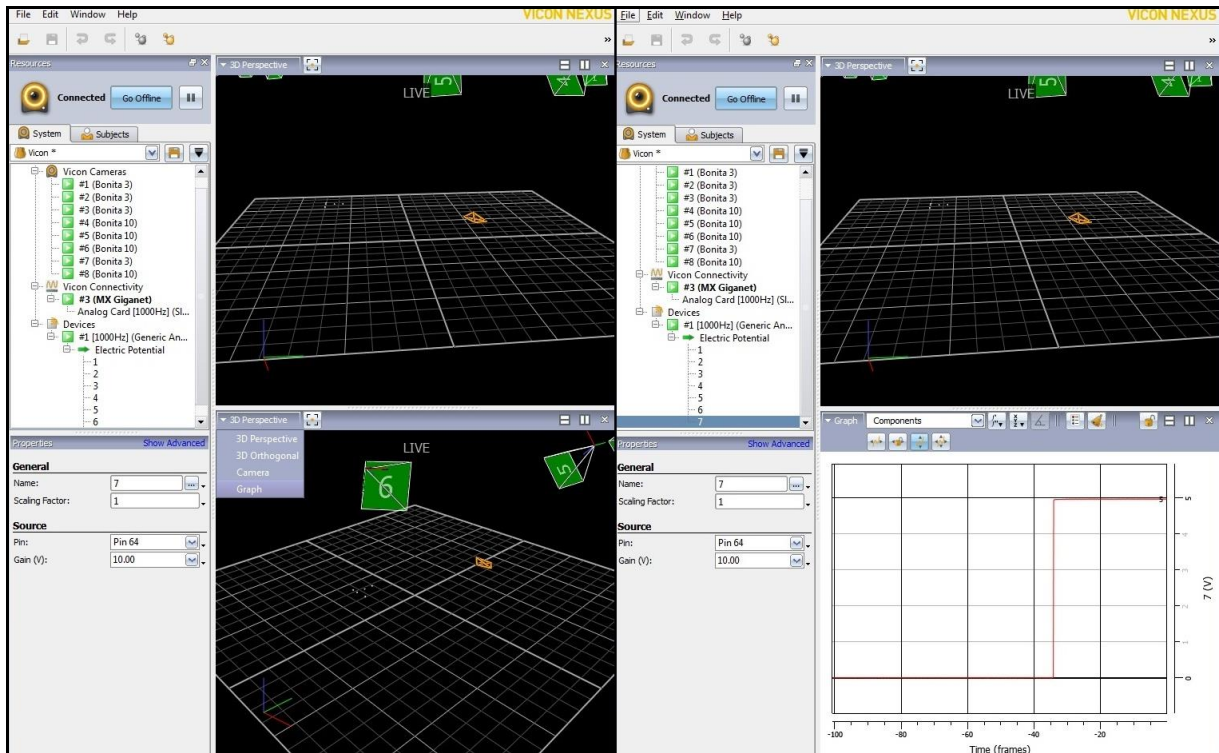 File Edit Window Help
VICON NEXUS
»
Resources
Connected
Go Offline
System
Subjects
Vicon *
Vicon Cameras
#1 (Bonita 3)
#2 (Bonita 3)
#3 (Bonita 3)
#4 (Bonita 10)
#5 (Bonita 10)
#6 (Bonita 10)
#7 (Bonita 3)
#8 (Bonita 10)
Vicon Connectivity
#3 (MX Giganet)
Analog Card [1000Hz] (Sl...
Devices
#1 [1000Hz] (Generic An...
Electric Potential
1
2
3
4
5
6
Properties
Show Advanced
General
Name: 7 ...
Scaling Factor: 1
Source
Pin: Pin 64
Gain (V): 10.00
3D Perspective
LIVE
5
3D Perspective
3D Perspective
3D Orthogonal
Camera
Graph
LIVE
6
5
File Edit Window Help
VICON NEXUS
»
Resources
Connected
Go Offline
System
Subjects
Vicon *
#1 (Bonita 3)
#2 (Bonita 3)
#3 (Bonita 3)
#4 (Bonita 10)
#5 (Bonita 10)
#6 (Bonita 10)
#7 (Bonita 3)
#8 (Bonita 10)
Vicon Connectivity
#3 (MX Giganet)
Analog Card [1000Hz] (Sl...
Devices
#1 [1000Hz] (Generic An...
Electric Potential
1
2
3
4
5
6
7
Properties
Show Advanced
General
Name: 7 ...
Scaling Factor: 1
Source
Pin: Pin 64
Gain (V): 10.00
3D Perspective
LIVE
5
Graph
Components
5
5
4
3
2
1
0
7 (V)
-100 -80 -60 -40 -20
Time (frames)